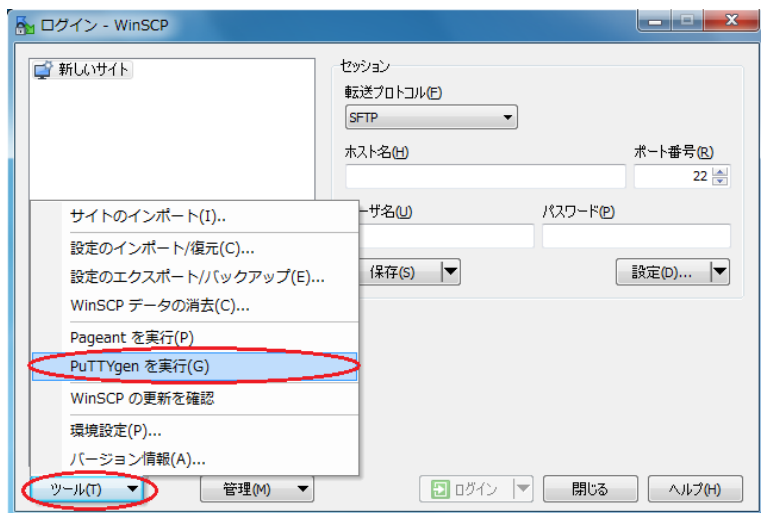 ログイン - WinSCP
新しいサイト
セッション
転送プロトコル(F)
SFTP
ホスト名(H)
ポート番号(R)
22
ーザ名(U)
パスワード(P)
保存(S)
設定(D)...
サイトのインポート(I)..
設定のインポート/復元(C)...
設定のエクスポート/バックアップ(E)...
WinSCP データの消去(C)...
Pageant を実行(P)
PuTTYgen を実行(G)
WinSCP の更新を確認
環境設定(P)...
バージョン情報(A)...
ツール(T)
管理(M)
ログイン
閉じる
ヘルプ(H)